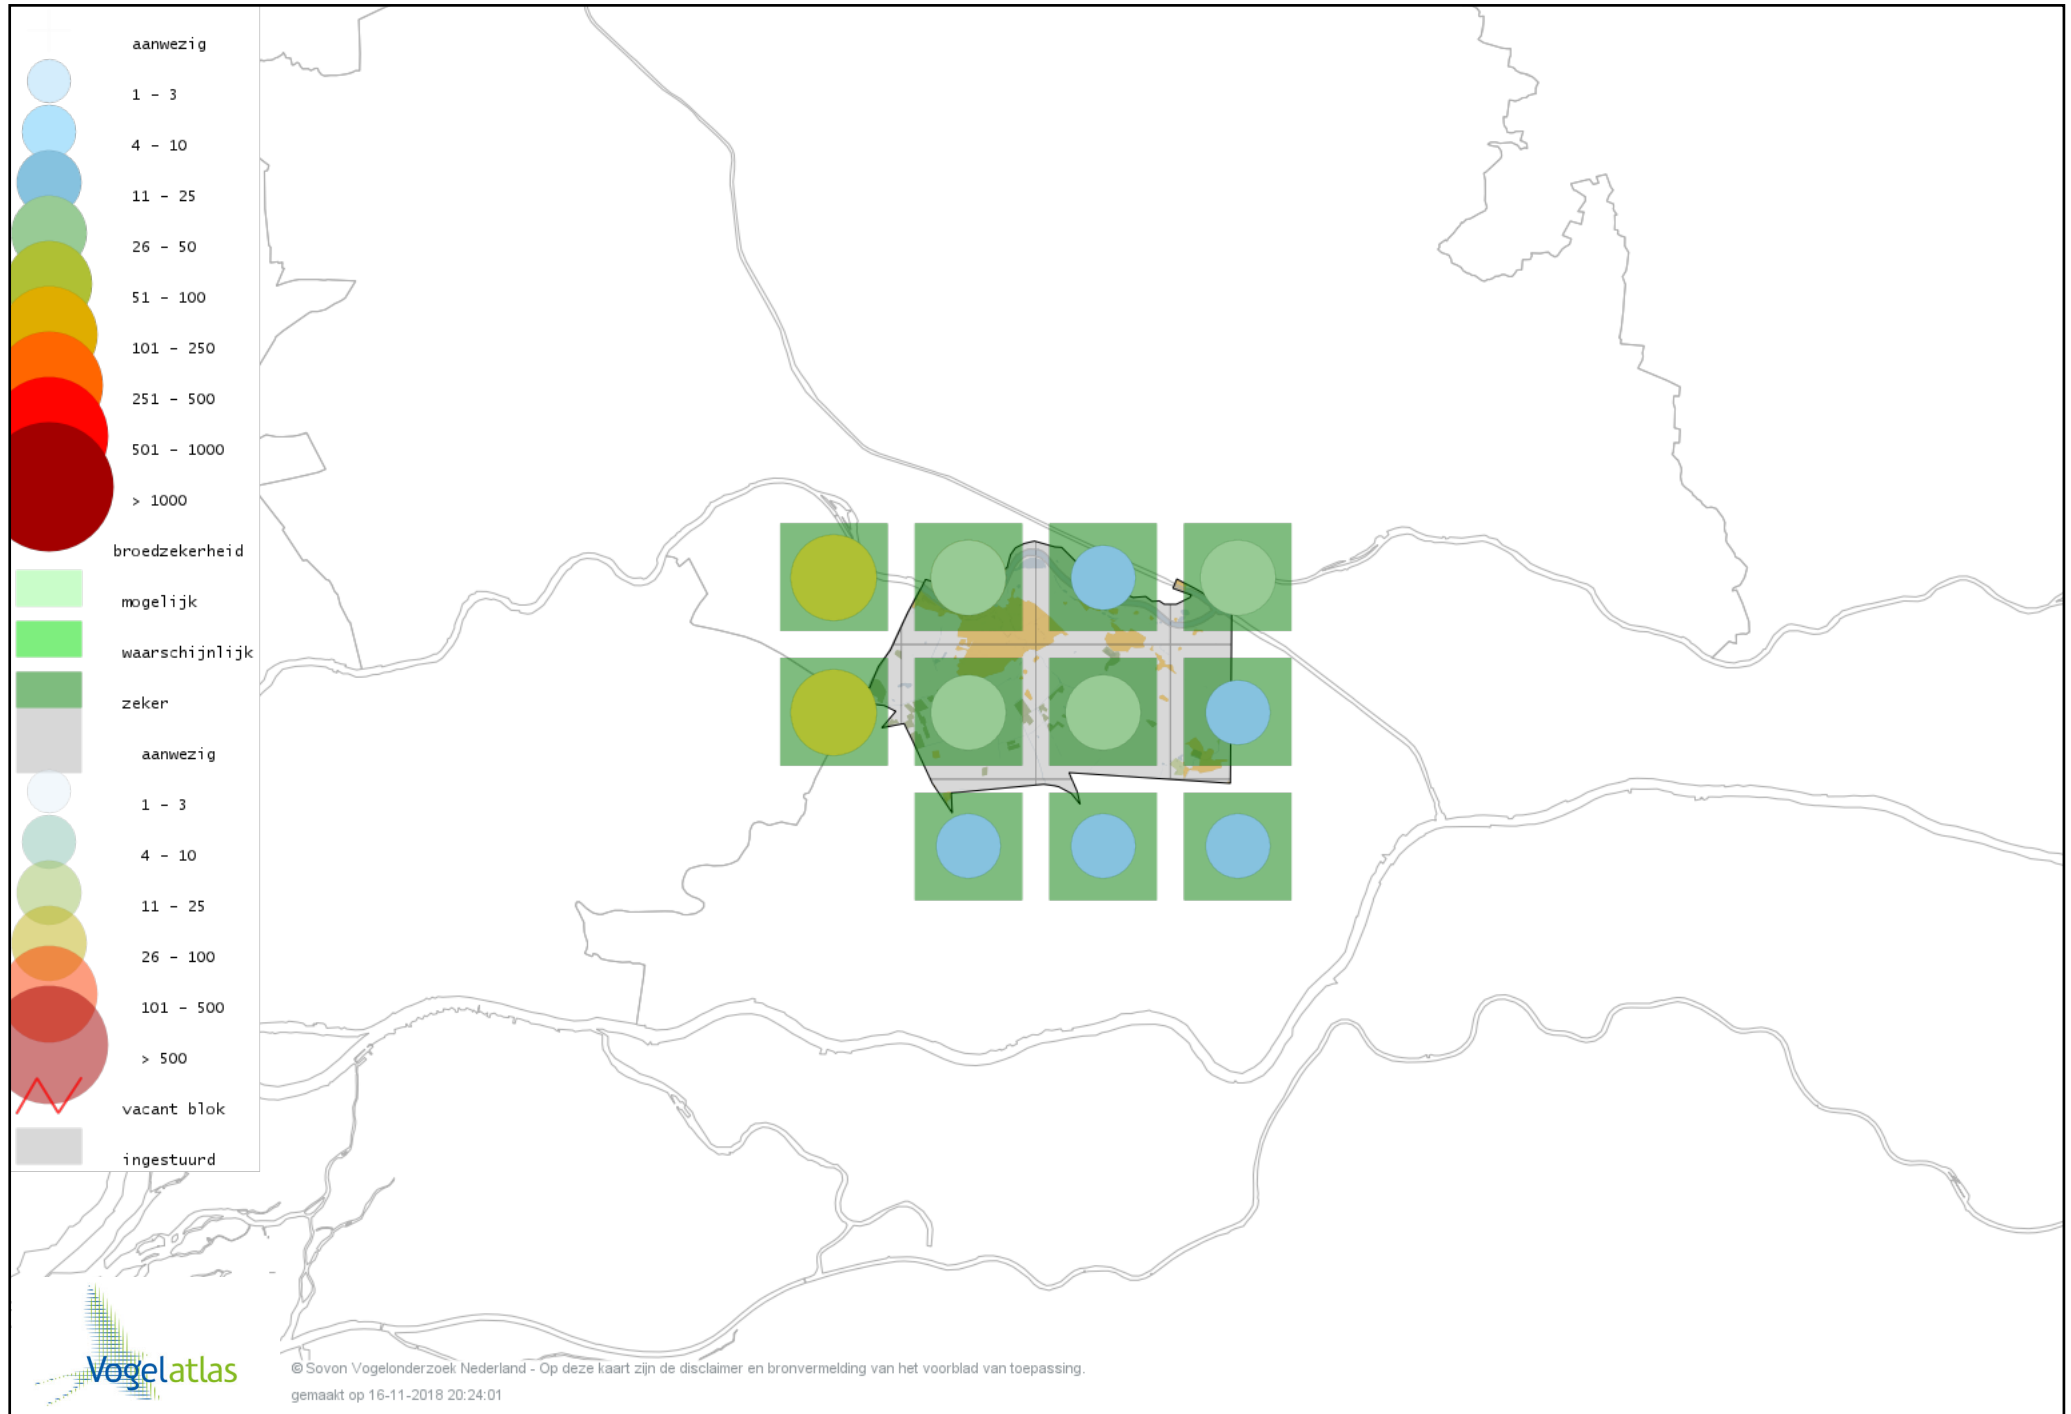 aanwezig
1 - 3
4 - 10
11 - 25
26 - 50
51 - 100
101 - 250
251 - 500
501 - 1000
> 1000
broedzekerheid
mogelijk
waarschijnlijk
zeker
aanwezig
1 - 3
4 - 10
11 - 25
26 - 100
101 - 500
> 500
vacant blok
ingestuurd
Vogelatlas
© Sovon Vogelonderzoek Nederland - Op deze kaart zijn de disclaimer en bronvermelding van het voorblad van toepassing.
gemaakt op 16-11-2018 20:24:01